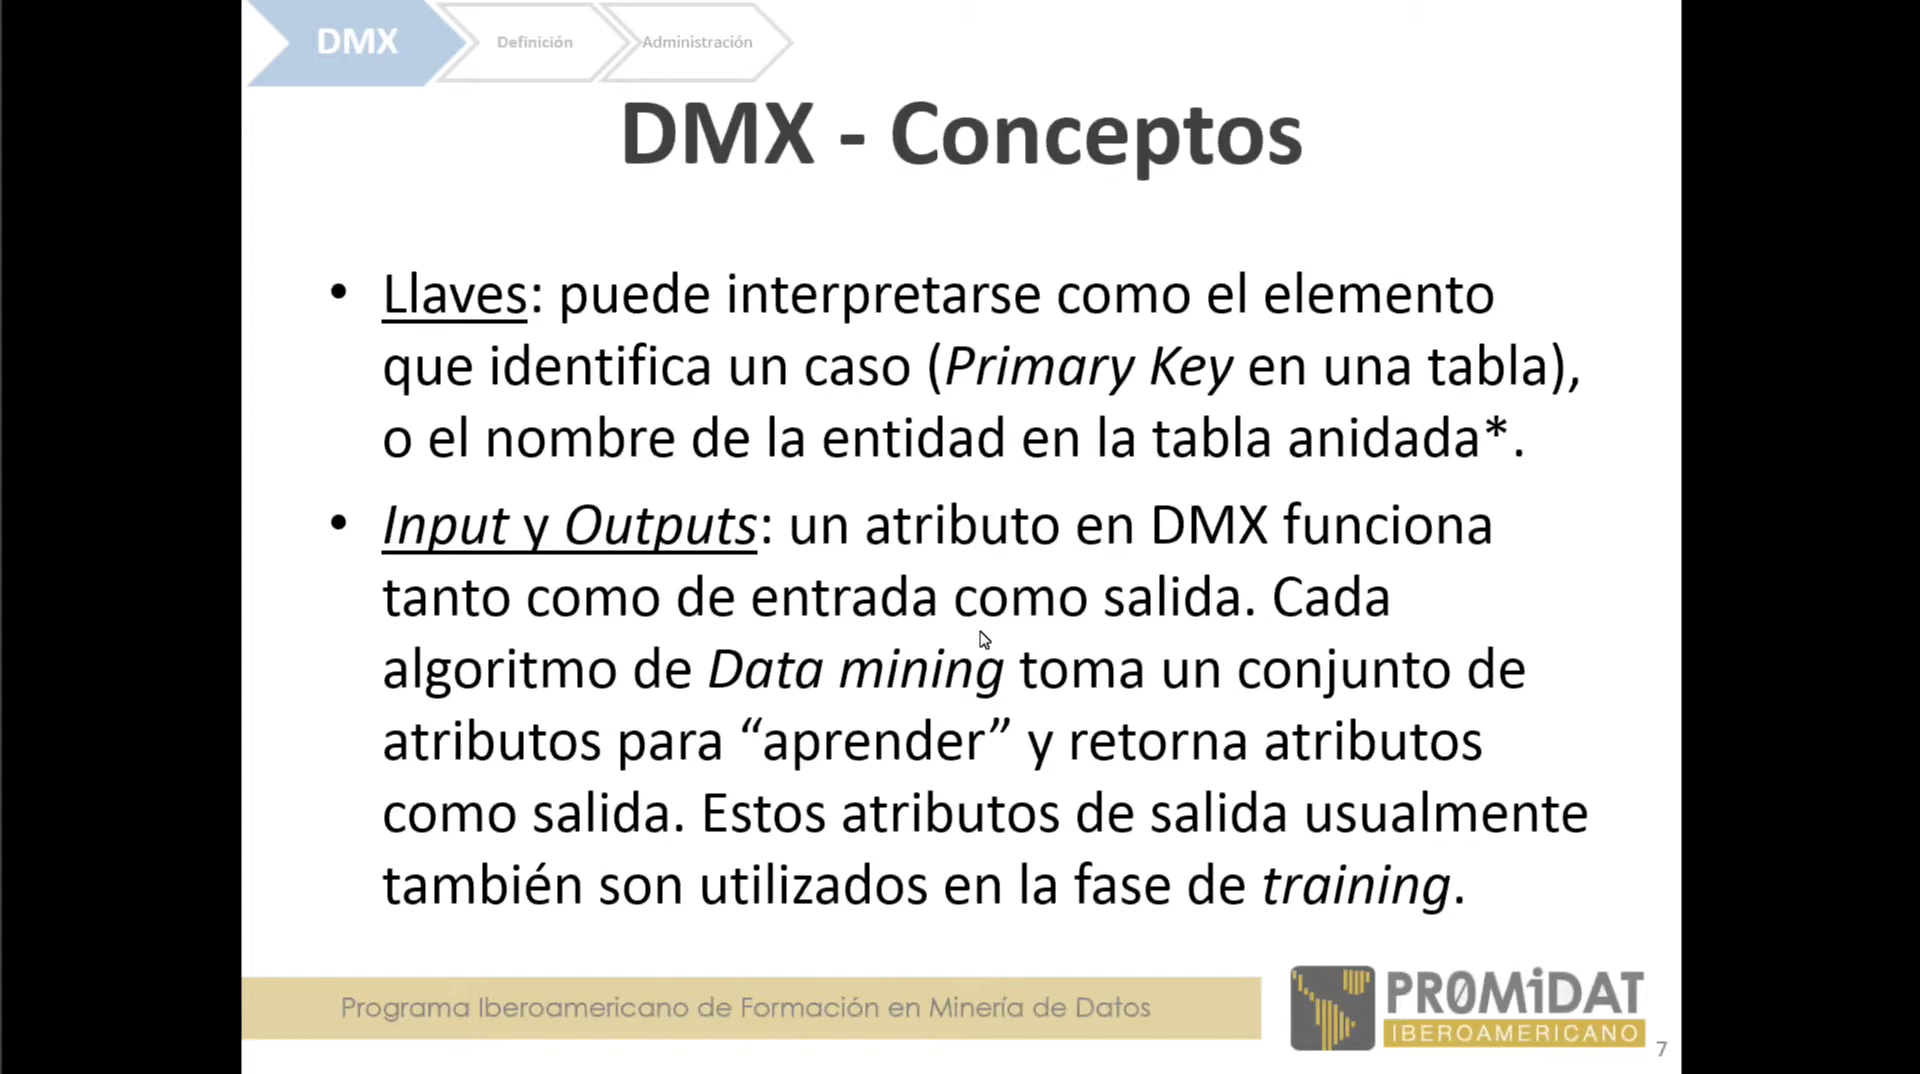 DMX
Definición
Administración
DMX - Conceptos
• Llaves: puede interpretarse como el elemento
que identifica un caso (Primary Key en una tabla),
o el nombre de la entidad en la tabla anidada*.
• Input y Outputs: un atributo en DMX funciona
tanto como de entrada como salida. Cada
algoritmo de Data mining toma un conjunto de
atributos para “aprender” y retorna atributos
como salida. Estos atributos de salida usualmente
también son utilizados en la fase de training.
Programa Iberoamericano de Formación en Minería de Datos
PR0MiDAT
IBEROAMERICANO
7